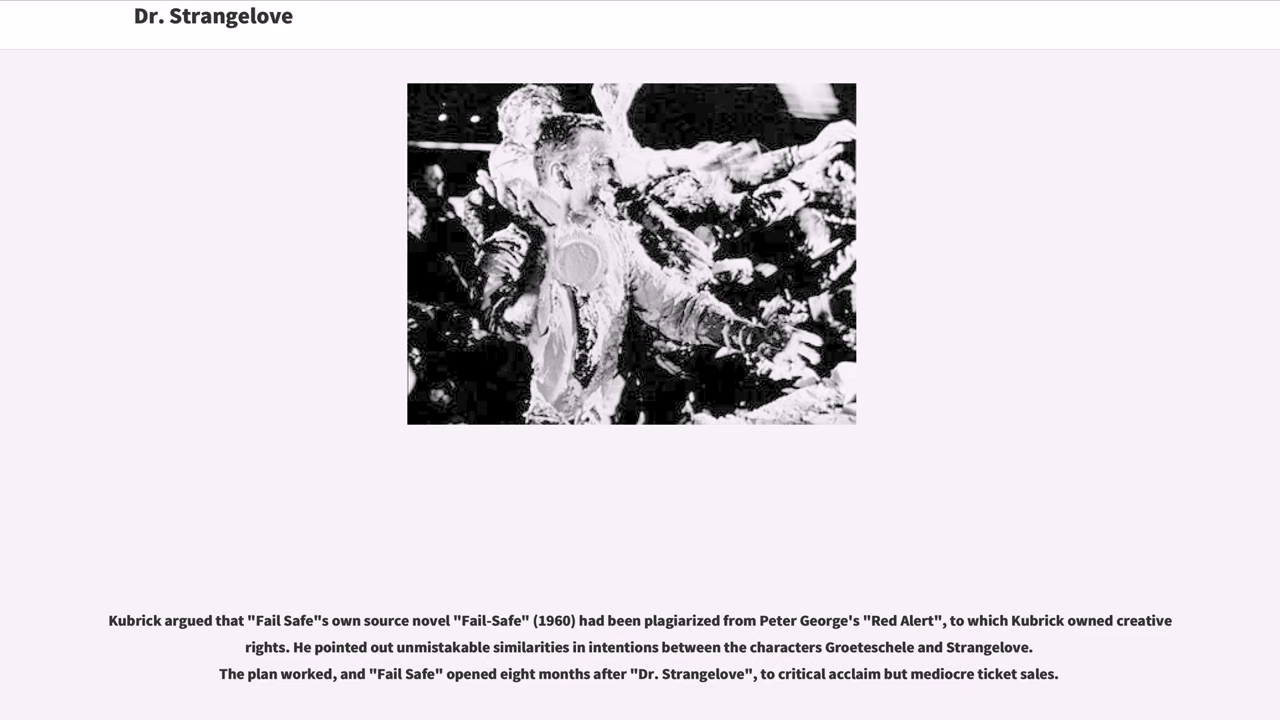 Dr. Strangelove
Kubrick argued that "Fail Safe"s own source novel "Fail-Safe" (1960) had been plagiarized from Peter George's "Red Alert", to which Kubrick owned creative
rights. He pointed out unmistakable similarities in intentions between the characters Groeteschele and Strangelove.
The plan worked, and "Fail Safe" opened eight months after "Dr. Strangelove", to critical acclaim but mediocre ticket sales.